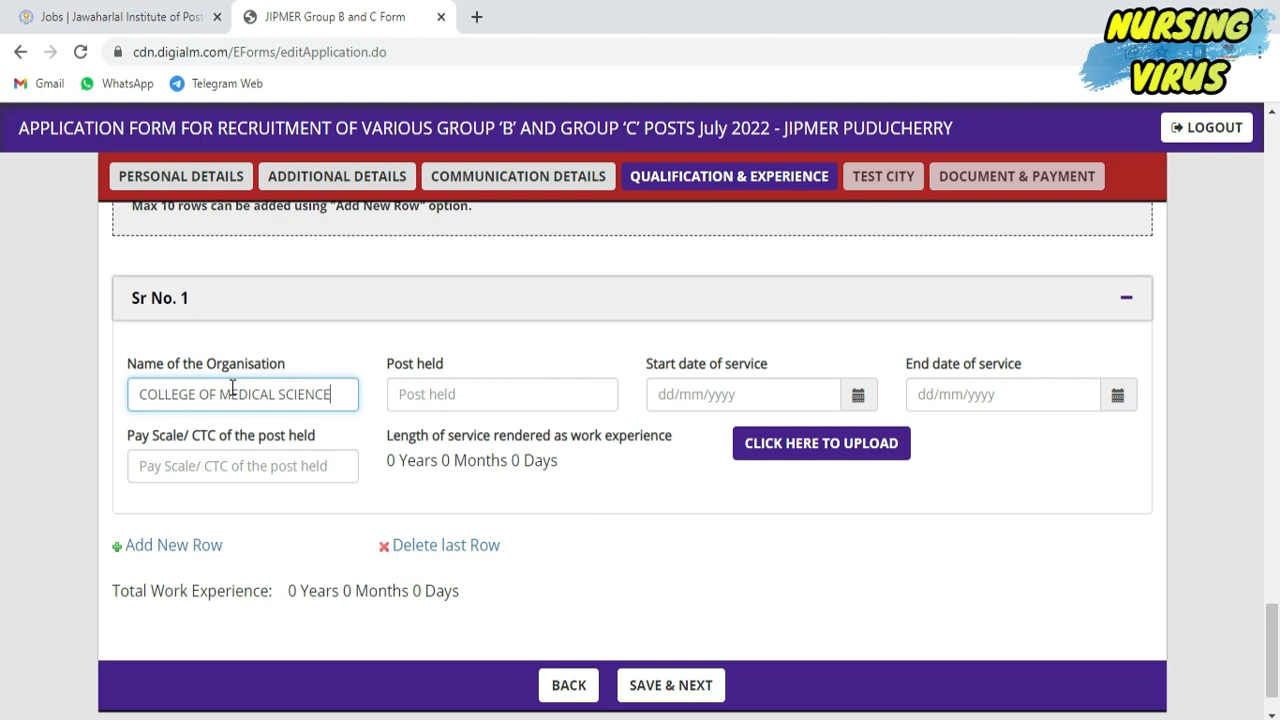 Jobs | Jawaharlal Institute of Post
JIPMER Group B and C Form
NURSING
VIRUS
cdn.digialm.com/EForms/editApplication.do
Gmail
WhatsApp
Telegram Web
APPLICATION FORM FOR RECRUITMENT OF VARIOUS GROUP ‘B’ AND GROUP ‘C’ POSTS July 2022 - JIPMER PUDUCHERRY
LOGOUT
PERSONAL DETAILS
ADDITIONAL DETAILS
COMMUNICATION DETAILS
QUALIFICATION & EXPERIENCE
TEST CITY
DOCUMENT & PAYMENT
Max 10 rows can be added using "Add New Row" option.
Sr No. 1
Name of the Organisation
Post held
Start date of service
End date of service
COLLEGE OF MEDICAL SCIENCE
Post held
dd/mm/yyyy
dd/mm/yyyy
Pay Scale/ CTC of the post held
Length of service rendered as work experience
CLICK HERE TO UPLOAD
Pay Scale/ CTC of the post held
0 Years 0 Months 0 Days
Add New Row
Delete last Row
Total Work Experience: 0 Years 0 Months 0 Days
BACK
SAVE & NEXT